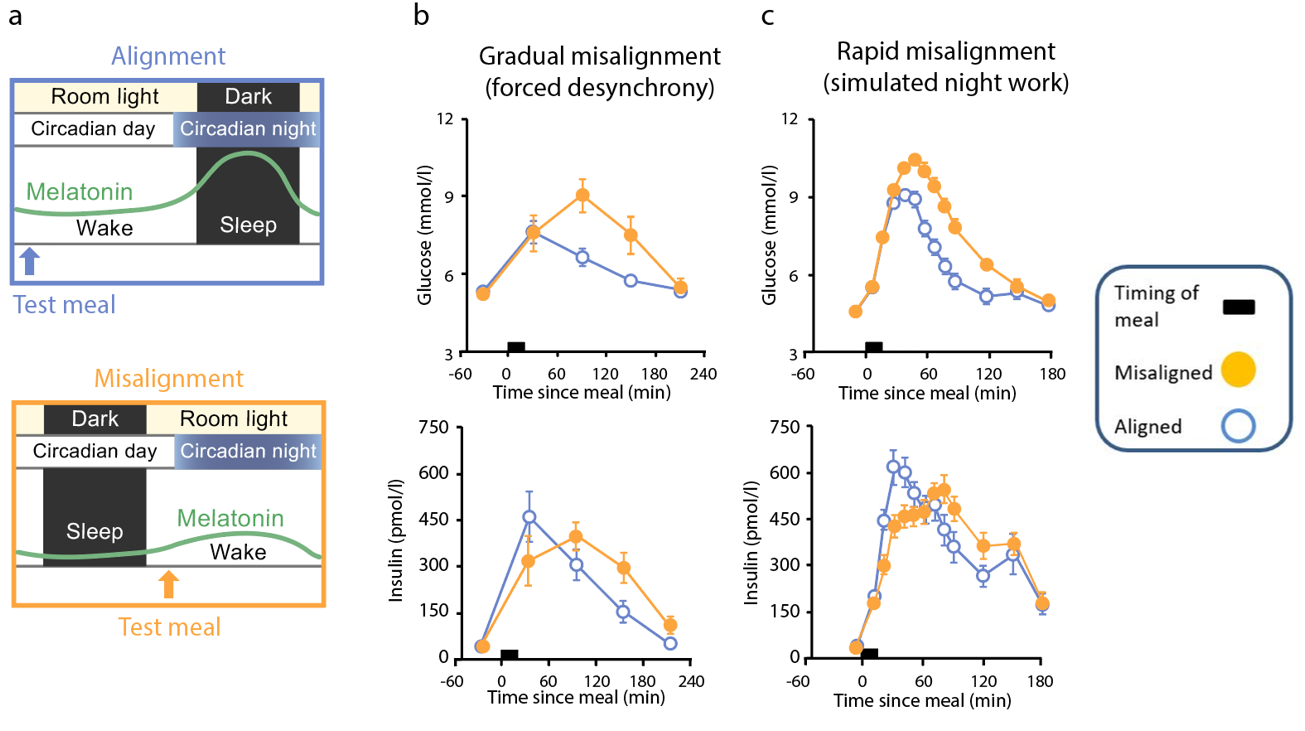 a
Alignment
Room light
Dark
Circadian day
Circadian night
Melatonin
Wake
Sleep
Test meal
Misalignment
Dark
Room light
Circadian day
Circadian night
Sleep
Melatonin
Wake
Test meal
b
Gradual misalignment
(forced desynchrony)
Glucose (mmol/l)
12
9
6
3
-60 0 60 120 180 240
Time since meal (min)
Insulin (pmol/l)
750
600
450
300
150
0
-60 0 60 120 180 240
Time since meal (min)
c
Rapid misalignment
(simulated night work)
Glucose (mmol/l)
12
9
6
3
-60 0 60 120 180
Time since meal (min)
Insulin (pmol/l)
750
600
450
300
150
0
-60 0 60 120 180
Time since meal (min)
Timing of
meal
Misaligned
Aligned